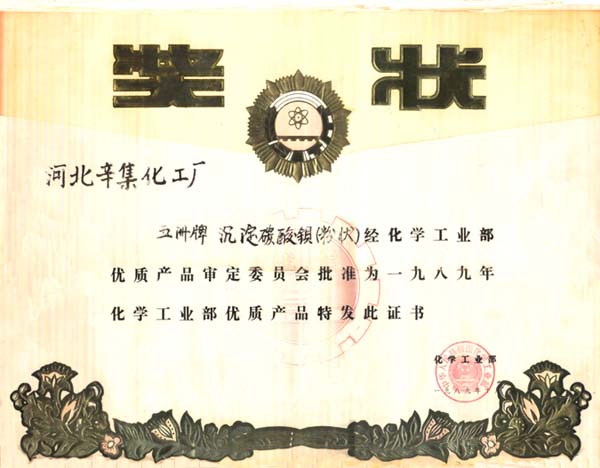 奖状
河北辛集化工厂
五洲牌 沉淀碳酸钡(粉状)经化学工业部
优质产品审定委员会批准为一九八九年
化学工业部优质产品特发此证书
化学工业部